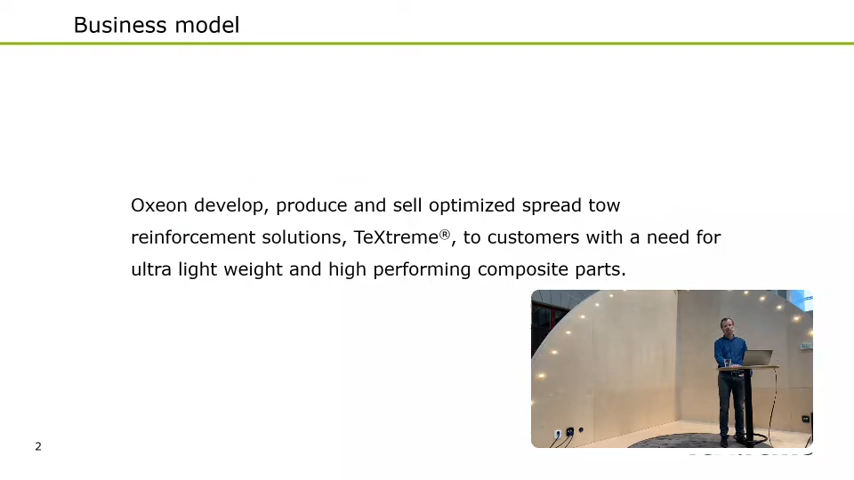 Business model
Oxeon develop, produce and sell optimized spread tow
reinforcement solutions, TeXtreme®, to customers with a need for
ultra light weight and high performing composite parts.
2